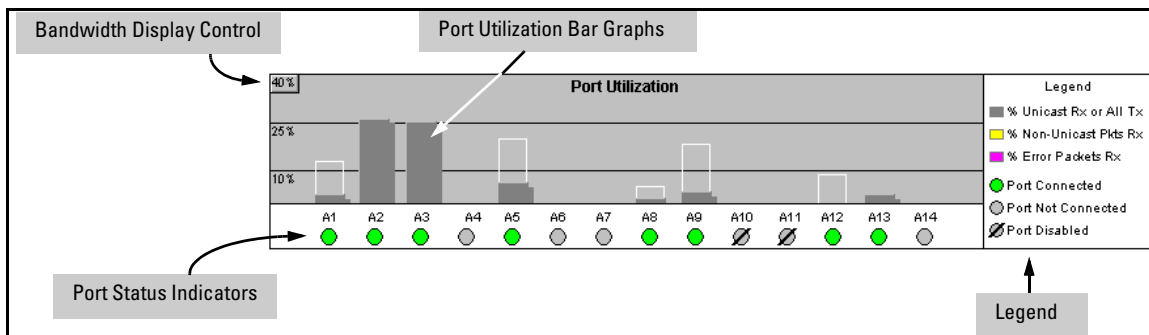 Bandwidth Display Control
Port Utilization Bar Graphs
40%
Port Utilization
25%
10%
A1 A2 A3 A4 A5 A6 A7 A8 A9 A10 A11 A12 A13 A14
Legend
% Unicast Rx or All Tx
% Non-Unicast Pkts Rx
% Error Packets Rx
Port Connected
Port Not Connected
Port Disabled
Port Status Indicators
Legend